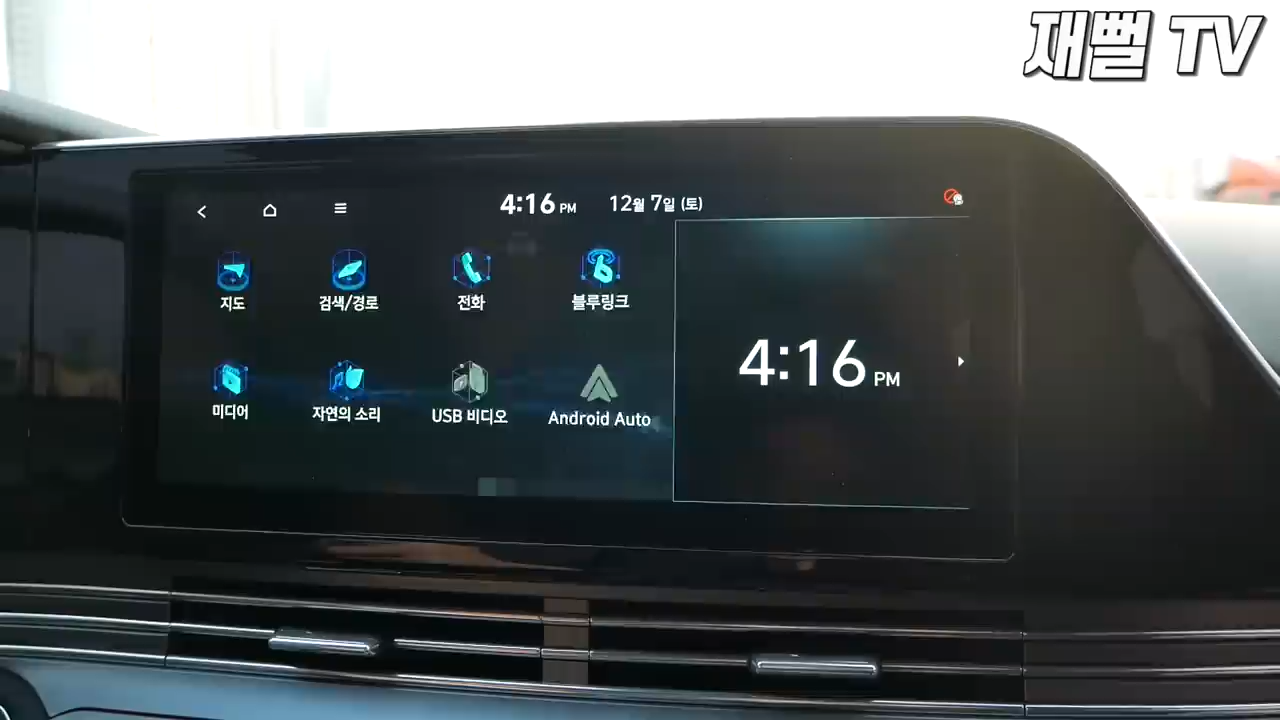 재뻘 TV
4:16 PM 12월 7일 (토)
지도 검색/경로 전화 블루링크
4:16 PM
미디어 자연의 소리 USB 비디오 Android Auto